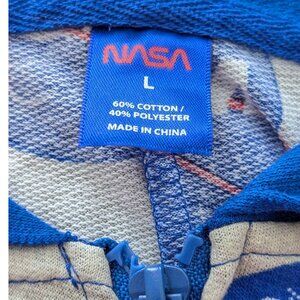 NASA
L
60% COTTON /
40% POLYESTER
MADE IN CHINA